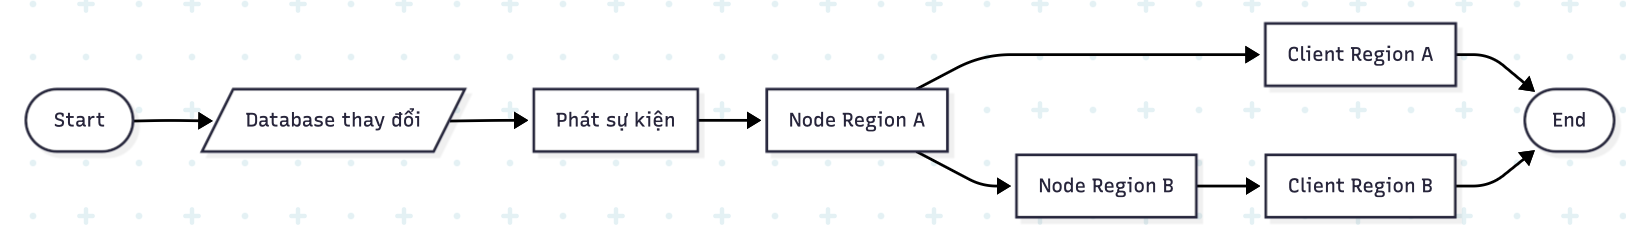 Start
Database thay đổi
Phát sự kiện
Node Region A
Client Region A
Node Region B
Client Region B
End